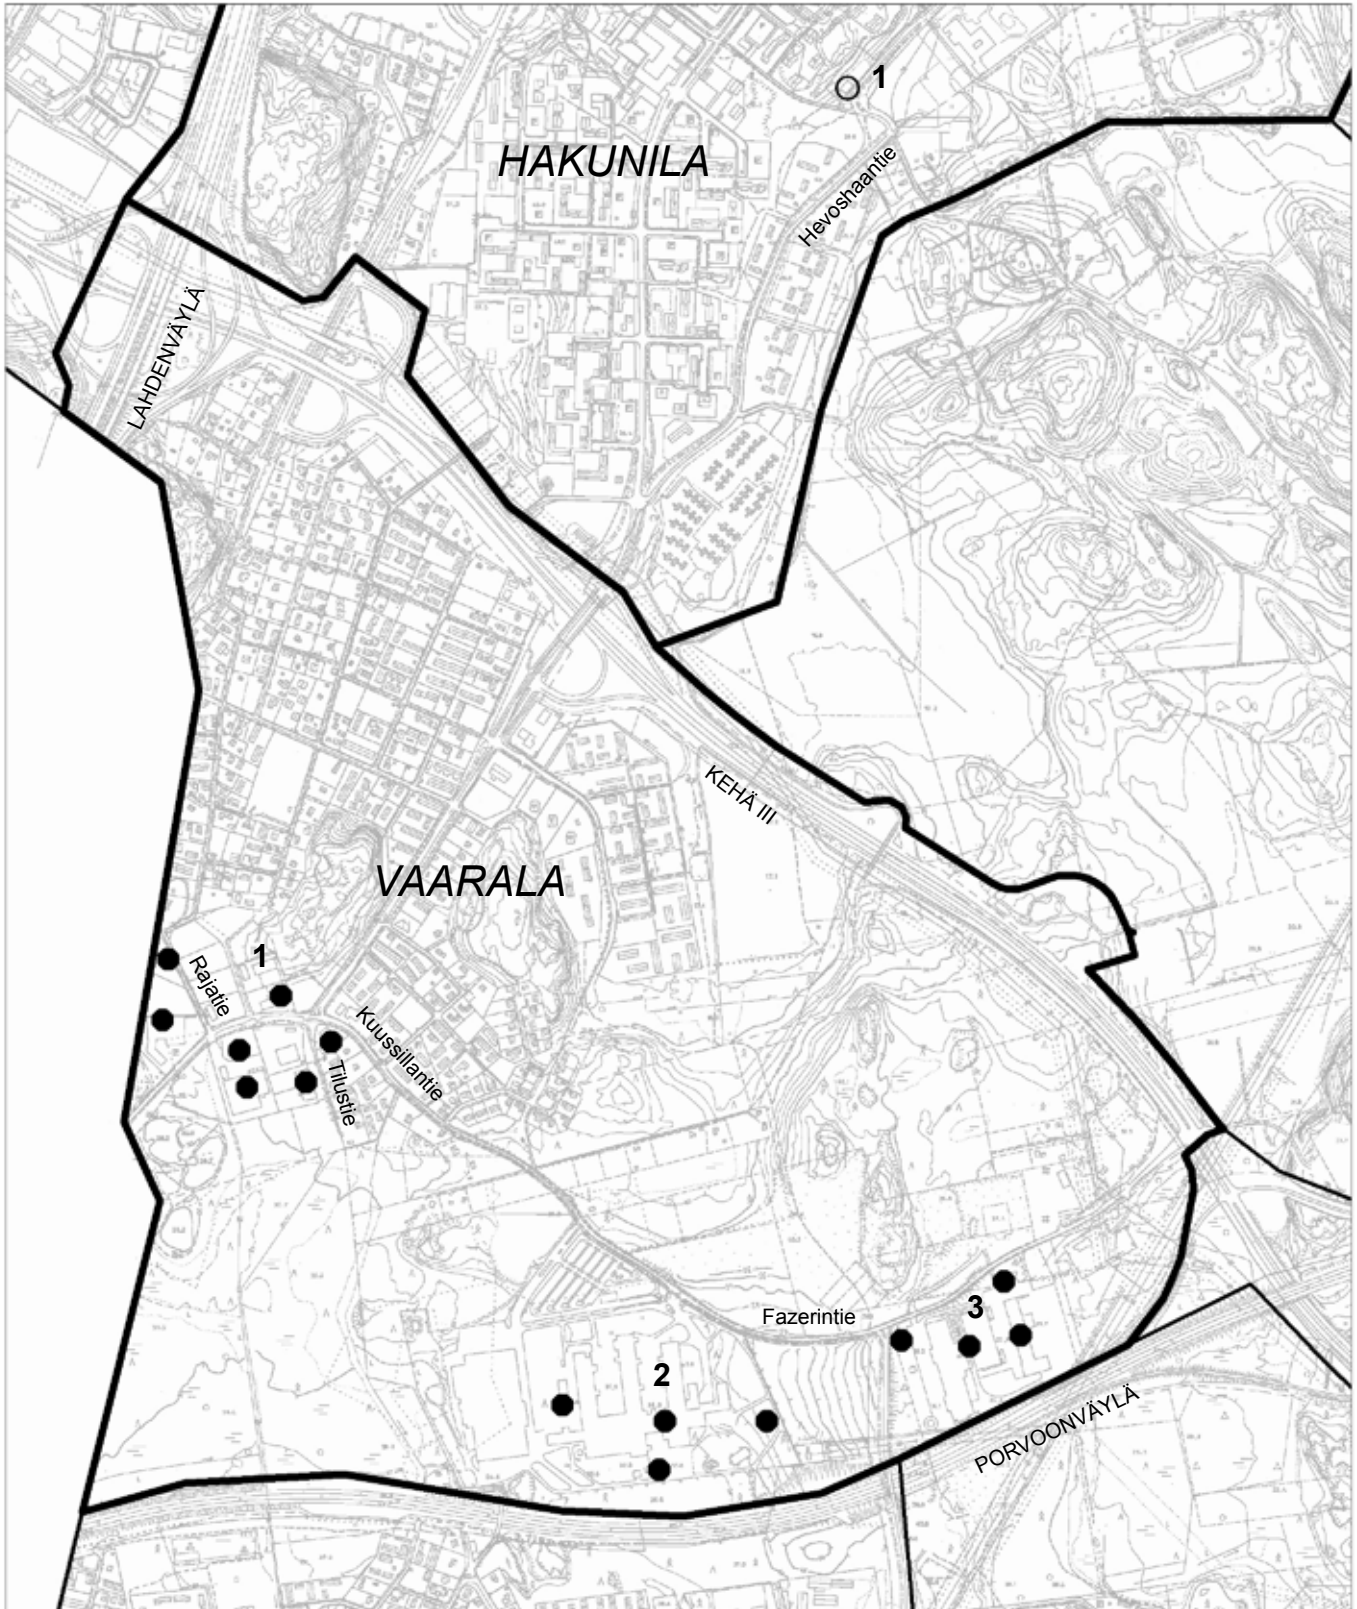 1
HAKUNILA
Hevoshaantie
LAHDENVÄYLÄ
KEHÄ III
VAARALA
1
Rajatie
Kuussillantie
Tilustie
Fazerintie
3
2
PORVOONVÄYLÄ